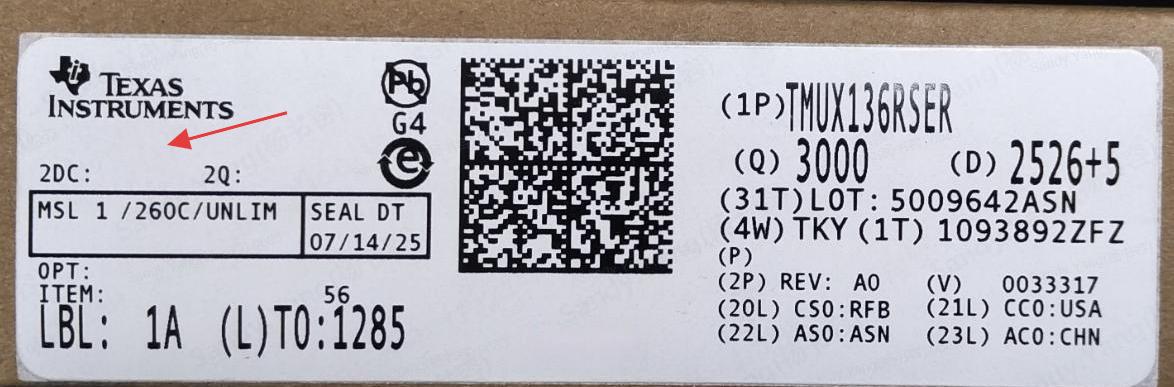 TEXAS
INSTRUMENTS
Pb
G4
e
2DC: 2Q:
MSL 1 /260C/UNLIM
SEAL DT
07/14/25
OPT:
ITEM: 56
LBL: 1A (L)TO:1285
(1P)TMUX136RSER
(Q) 3000 (D) 2526+5
(31T)LOT: 5009642ASN
(4W) TKY (1T) 1093892ZFZ
(P)
(2P) REV: A0 (V) 0033317
(20L) CSO:RFB (21L) CCO:USA
(22L) ASO:ASN (23L) ACO:CHN